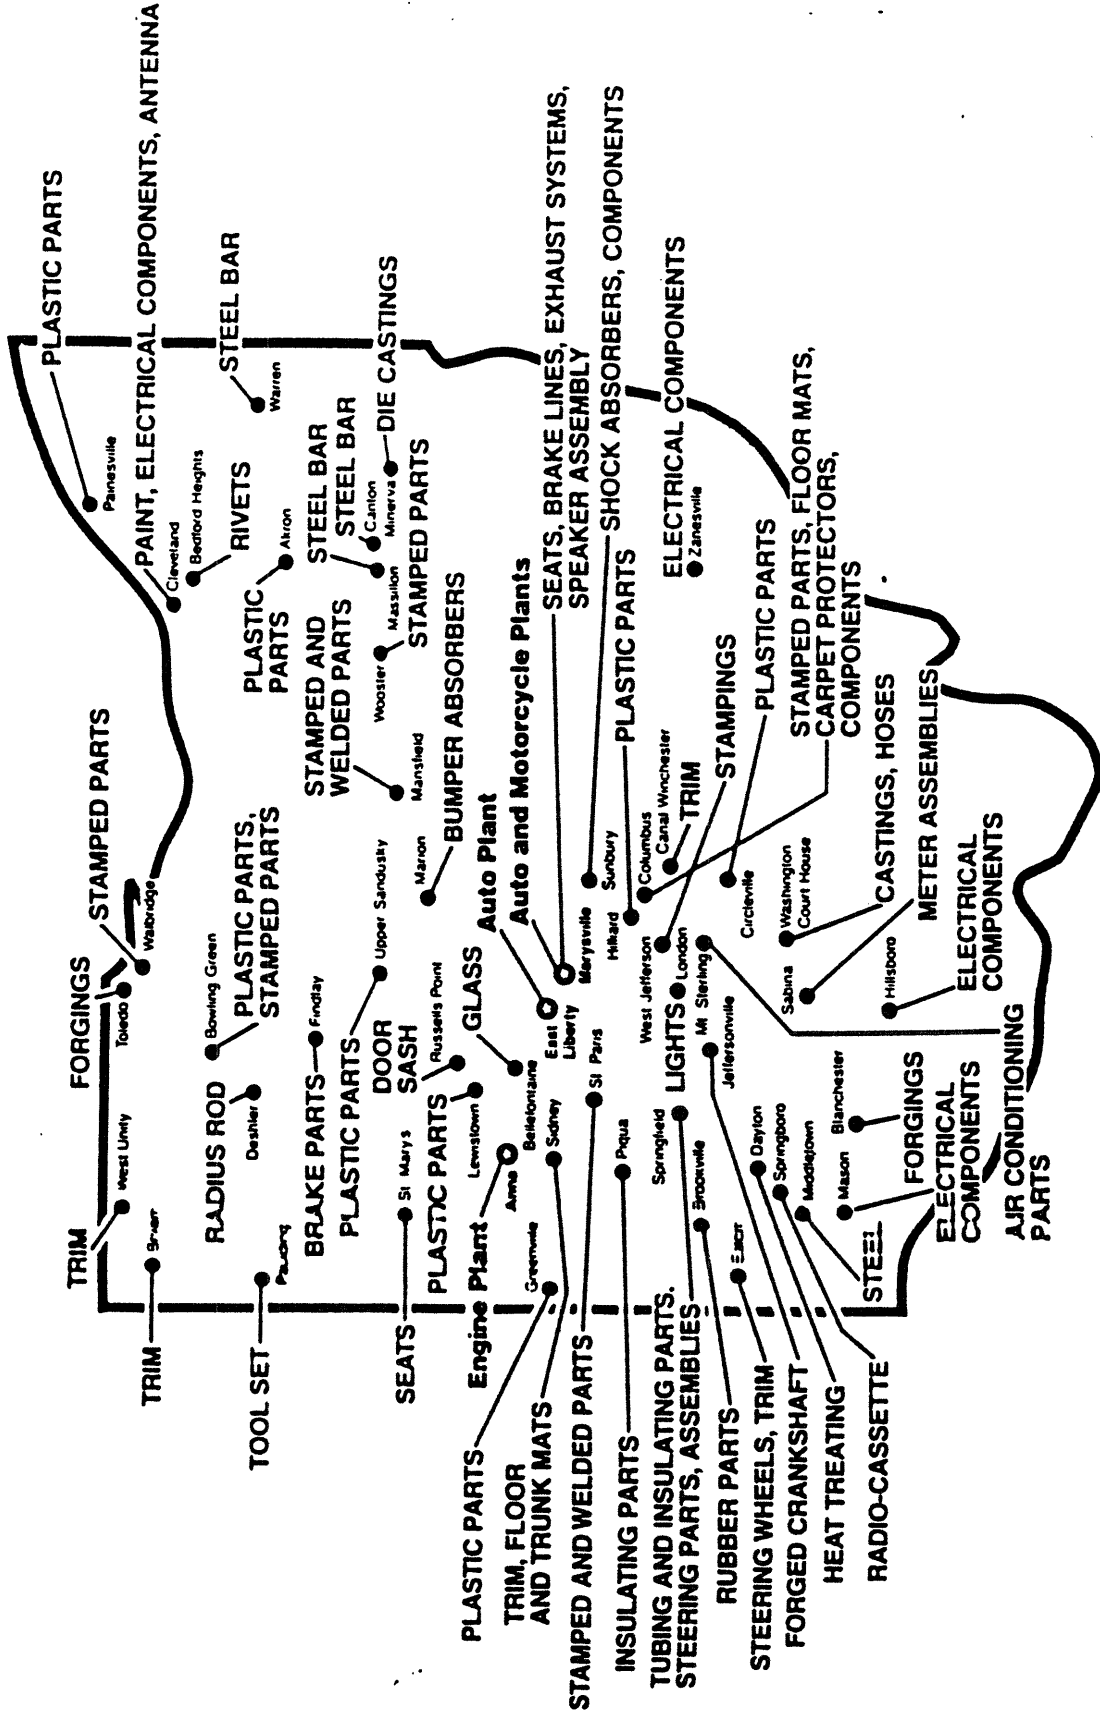 FORGINGS
STAMPED PARTS
PLASTIC PARTS
TRIM
West Unity
Toledo
Walbridge
Painesville
TRIM
Bryan
PAINT, ELECTRICAL COMPONENTS, ANTENNA
Cleveland
Bedford Heights
RIVETS
STEEL BAR
Warren
RADIUS ROD
Deshler
Bowling Green
PLASTIC PARTS,
STAMPED PARTS
PLASTIC
PARTS
Akron
TOOL SET
Paulding
BRAKE PARTS
Findlay
STAMPED AND
WELDED PARTS
Mansfield
STEEL BAR
Massillon
STEEL BAR
Canton
DIE CASTINGS
Minerva
PLASTIC PARTS
Upper Sandusky
Wooster
STAMPED PARTS
SEATS
St Marys
DOOR
SASH
Russells Point
Marion
BUMPER ABSORBERS
PLASTIC PARTS
Lewistown
GLASS
Bellefontaine
Auto Plant
East
Liberty
Auto and Motorcycle Plants
Marysville
SEATS, BRAKE LINES, EXHAUST SYSTEMS,
SPEAKER ASSEMBLY
Engine Plant
Anna
PLASTIC PARTS
Greenville
TRIM, FLOOR
AND TRUNK MATS
Sidney
STAMPED AND WELDED PARTS
St Paris
SHOCK ABSORBERS, COMPONENTS
Sunbury
PLASTIC PARTS
Hilliard
INSULATING PARTS
Piqua
Columbus
Canal Winchester
TRIM
ELECTRICAL COMPONENTS
Zanesville
TUBING AND INSULATING PARTS.
STEERING PARTS, ASSEMBLIES
Springfield
LIGHTS
London
West Jefferson
STAMPINGS
RUBBER PARTS
Brookville
Mt Sterling
Jeffersonville
Circleville
PLASTIC PARTS
STEERING WHEELS, TRIM
Eaton
STAMPED PARTS, FLOOR MATS,
CARPET PROTECTORS,
COMPONENTS
FORGED CRANKSHAFT
HEAT TREATING
Dayton
RADIO-CASSETTE
Springboro
Middletown
STEEL
Sabina
Washington
Court House
CASTINGS, HOSES
METER ASSEMBLIES
Mason
Blanchester
Hillsboro
FORGINGS
ELECTRICAL
COMPONENTS
ELECTRICAL
COMPONENTS
AIR CONDITIONING
PARTS